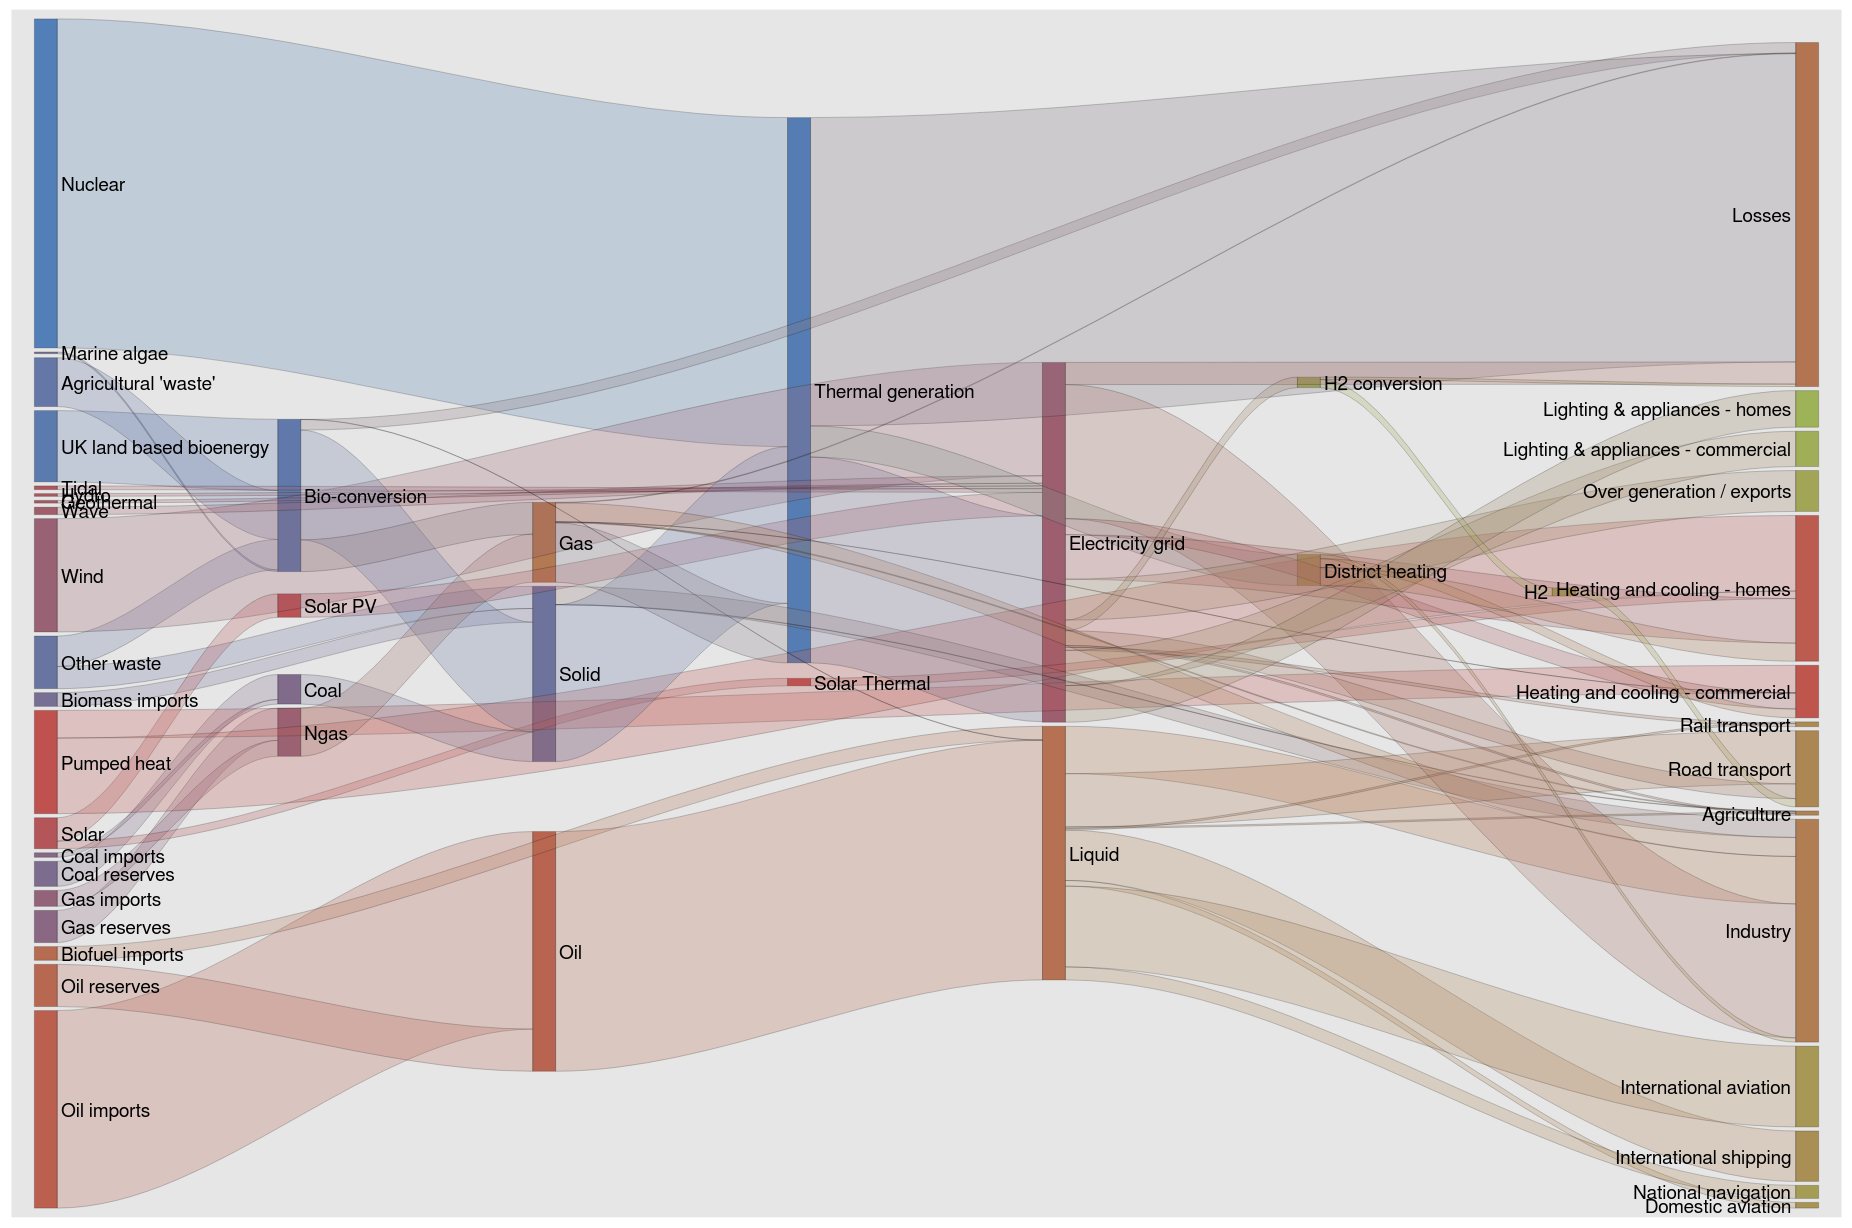 Nuclear
Marine algae
Agricultural 'waste'
UK land based bioenergy
Tidal
Hydro
Geothermal
Wave
Wind
Other waste
Biomass imports
Pumped heat
Solar
Coal imports
Coal reserves
Gas imports
Gas reserves
Biofuel imports
Oil reserves
Oil imports
Bio-conversion
Solar PV
Coal
Ngas
Gas
Solid
Oil
Thermal generation
Solar Thermal
Electricity grid
Liquid
H2 conversion
District heating
H2
Losses
Lighting & appliances - homes
Lighting & appliances - commercial
Over generation / exports
Heating and cooling - homes
Heating and cooling - commercial
Rail transport
Road transport
Agriculture
Industry
International aviation
International shipping
National navigation
Domestic aviation